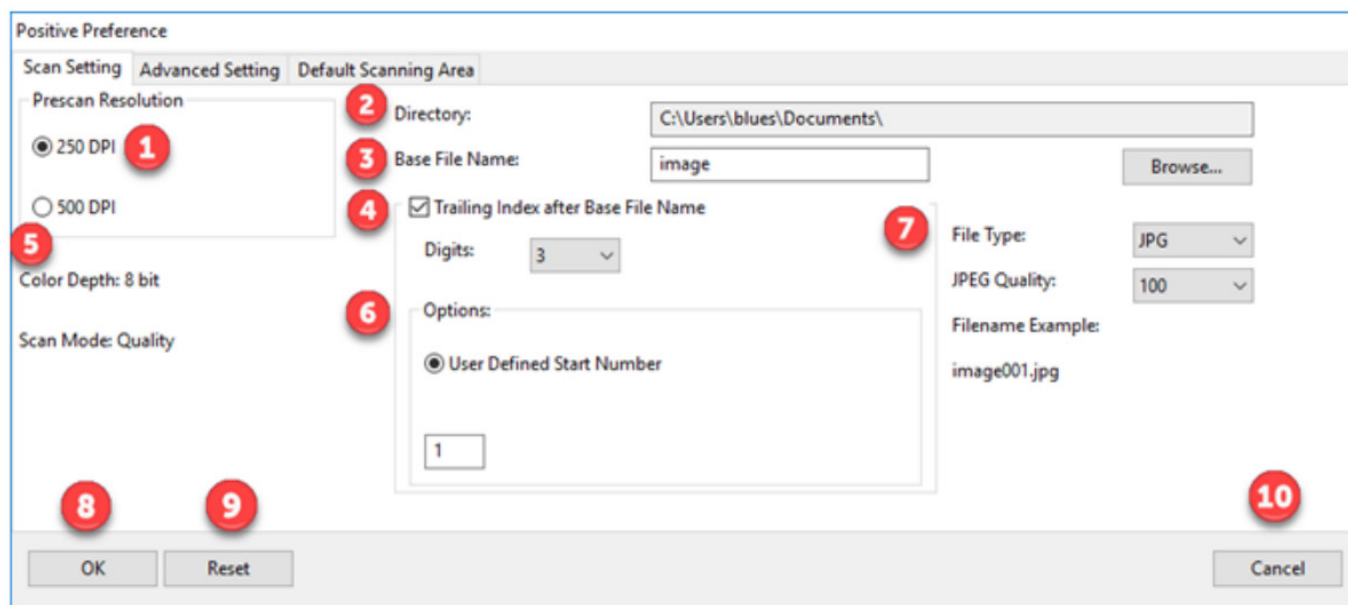 Positive Preference
Scan Setting Advanced Setting Default Scanning Area
Prescan Resolution
250 DPI
1
500 DPI
5
Color Depth: 8 bit
Scan Mode: Quality
2
Directory:
C:\Users\blues\Documents\
3
Base File Name:
image
Browse...
4
Trailing Index after Base File Name
Digits:
3
6
Options:
User Defined Start Number
1
7
File Type:
JPG
JPEG Quality:
100
Filename Example:
image001.jpg
8
9
10
OK
Reset
Cancel